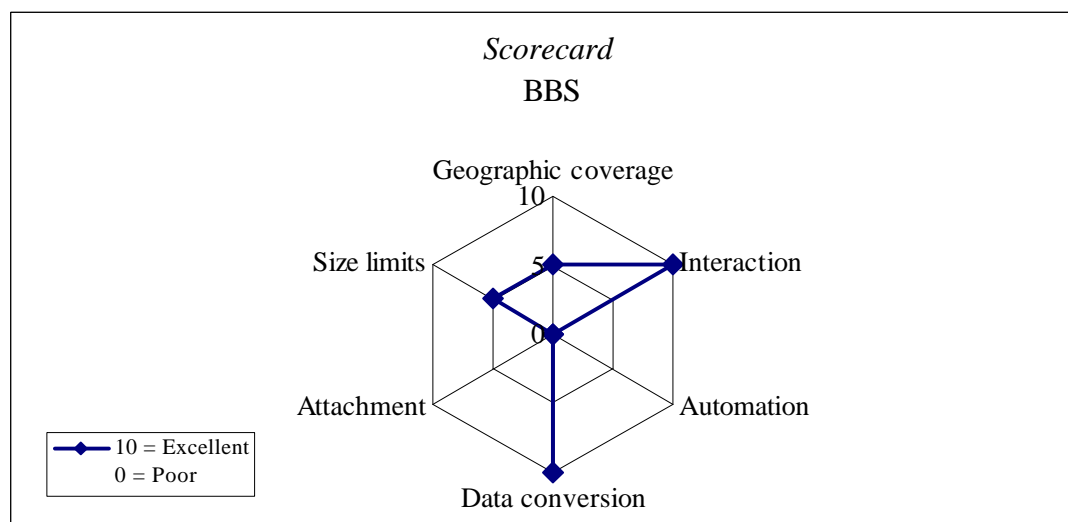 Scorecard
BBS
Geographic coverage
10
Size limits
5
Interaction
0
Attachment
Automation
10 = Excellent
0 = Poor
Data conversion